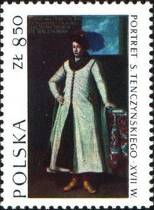 ZŁ 8.50
POLSKA
PORTRET S. TENCZYŃSKIEGO - XVII W.